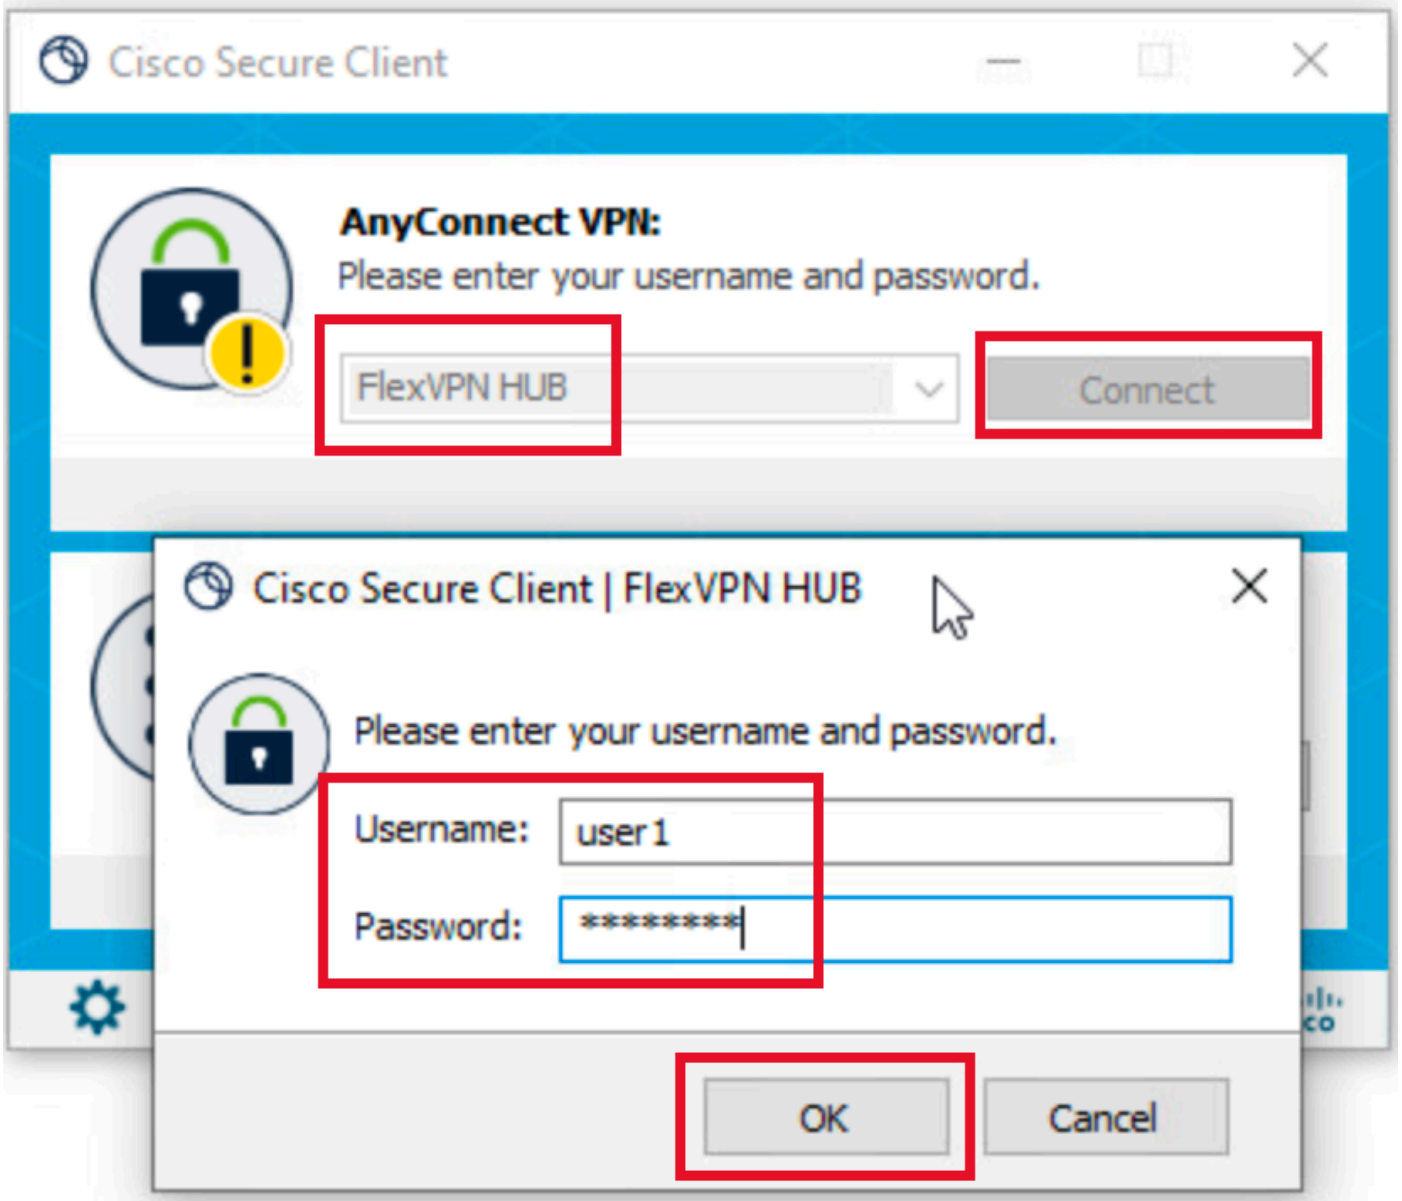 Cisco Secure Client
AnyConnect VPN:
Please enter your username and password.
FlexVPN HUB
Connect
Cisco Secure Client | FlexVPN HUB
Please enter your username and password.
Username: user1
Password: ********
OK Cancel
co